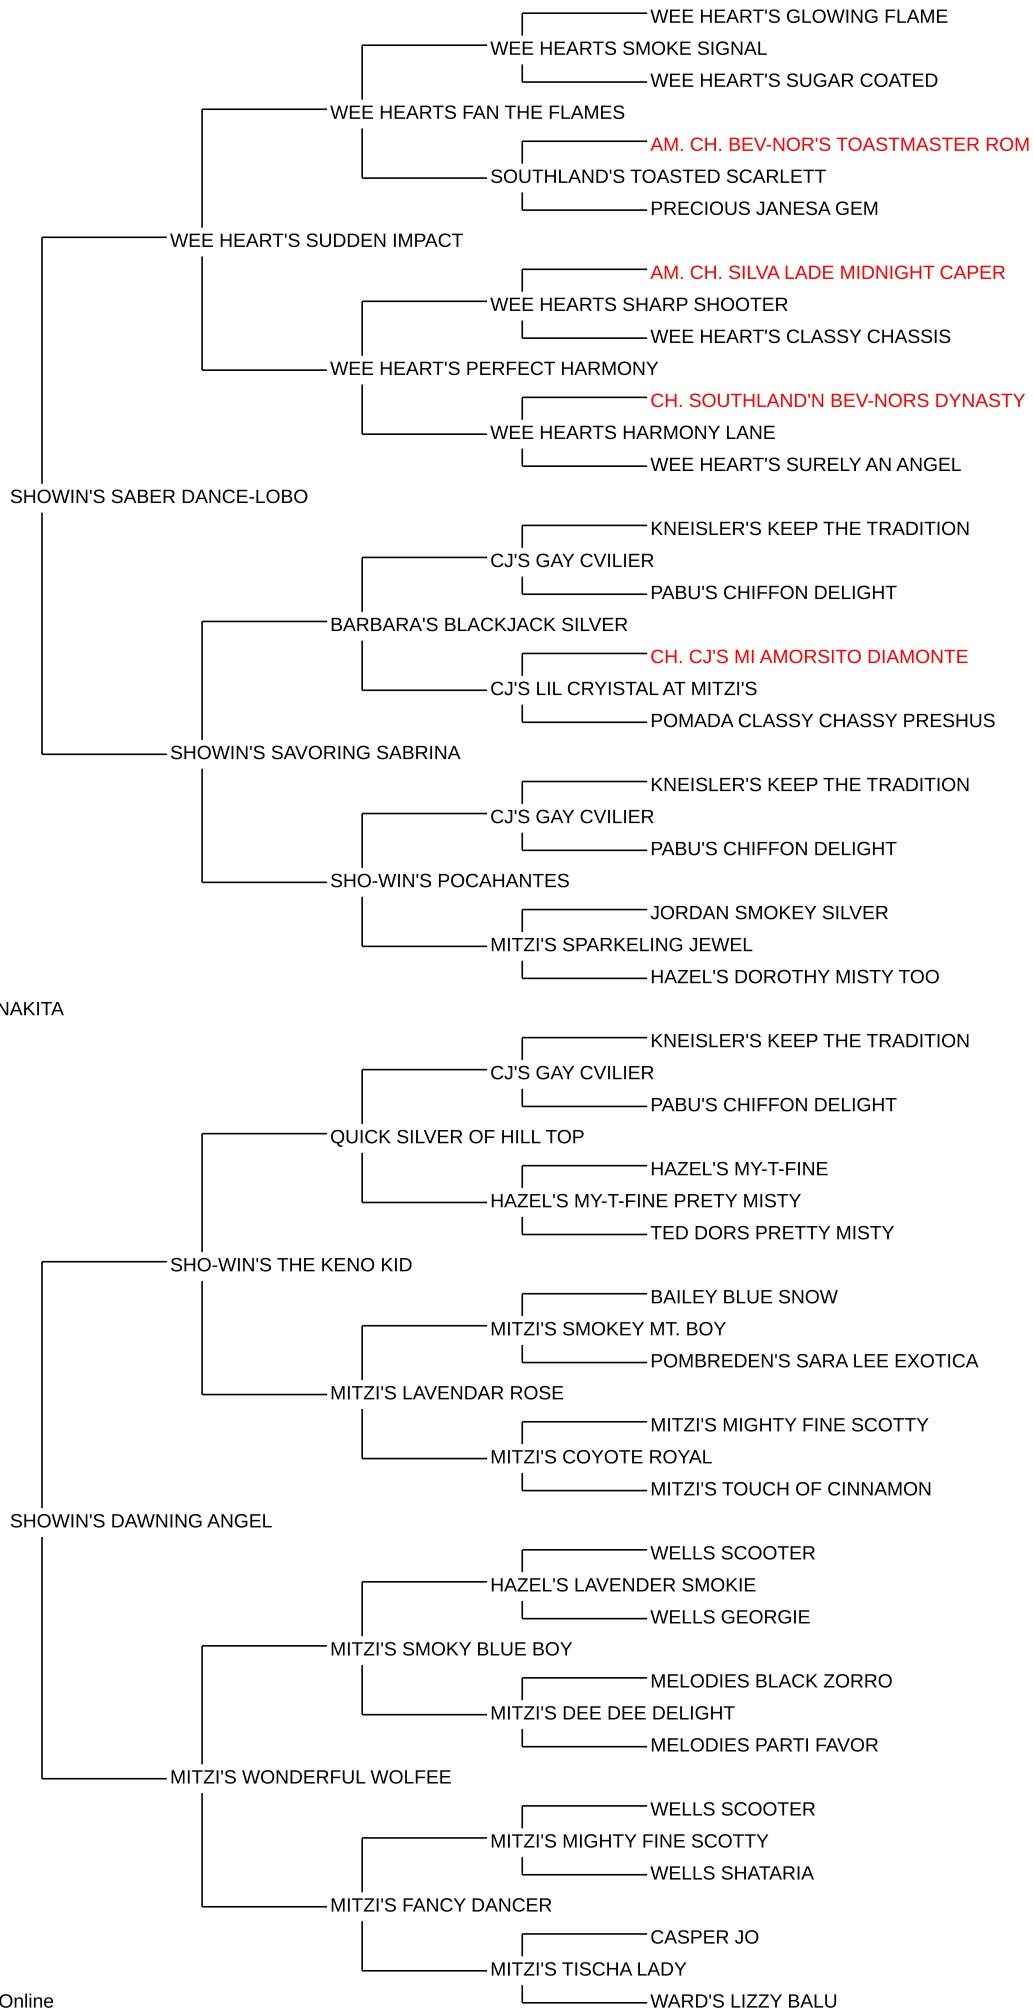 WEE HEART'S GLOWING FLAME
WEE HEARTS SMOKE SIGNAL
WEE HEART'S SUGAR COATED
WEE HEARTS FAN THE FLAMES
AM. CH. BEV-NOR'S TOASTMASTER ROM
SOUTHLAND'S TOASTED SCARLETT
PRECIOUS JANESA GEM
WEE HEART'S SUDDEN IMPACT
AM. CH. SILVA LADE MIDNIGHT CAPER
WEE HEARTS SHARP SHOOTER
WEE HEART'S CLASSY CHASSIS
WEE HEART'S PERFECT HARMONY
CH. SOUTHLAND'N BEV-NORS DYNASTY
WEE HEARTS HARMONY LANE
WEE HEART'S SURELY AN ANGEL
SHOWIN'S SABER DANCE-LOBO
KNEISLER'S KEEP THE TRADITION
CJ'S GAY CVILIER
PABU'S CHIFFON DELIGHT
BARBARA'S BLACKJACK SILVER
CH. CJ'S MI AMORSITO DIAMONTE
CJ'S LIL CRYISTAL AT MITZI'S
POMADA CLASSY CHASSY PRESHUS
SHOWIN'S SAVORING SABRINA
KNEISLER'S KEEP THE TRADITION
CJ'S GAY CVILIER
PABU'S CHIFFON DELIGHT
SHO-WIN'S POCAHANTES
JORDAN SMOKEY SILVER
MITZI'S SPARKELING JEWEL
HAZEL'S DOROTHY MISTY TOO
NAKITA
KNEISLER'S KEEP THE TRADITION
CJ'S GAY CVILIER
PABU'S CHIFFON DELIGHT
QUICK SILVER OF HILL TOP
HAZEL'S MY-T-FINE
HAZEL'S MY-T-FINE PRETY MISTY
TED DORS PRETTY MISTY
SHO-WIN'S THE KENO KID
BAILEY BLUE SNOW
MITZI'S SMOKEY MT. BOY
POMBREDEN'S SARA LEE EXOTICA
MITZI'S LAVENDAR ROSE
MITZI'S MIGHTY FINE SCOTTY
MITZI'S COYOTE ROYAL
MITZI'S TOUCH OF CINNAMON
SHOWIN'S DAWNING ANGEL
WELLS SCOOTER
HAZEL'S LAVENDER SMOKIE
WELLS GEORGIE
MITZI'S SMOKY BLUE BOY
MELODIES BLACK ZORRO
MITZI'S DEE DEE DELIGHT
MELODIES PARTI FAVOR
MITZI'S WONDERFUL WOLFEE
WELLS SCOOTER
MITZI'S MIGHTY FINE SCOTTY
WELLS SHATARIA
MITZI'S FANCY DANCER
CASPER JO
MITZI'S TISCHA LADY
WARD'S LIZZY BALU
Online